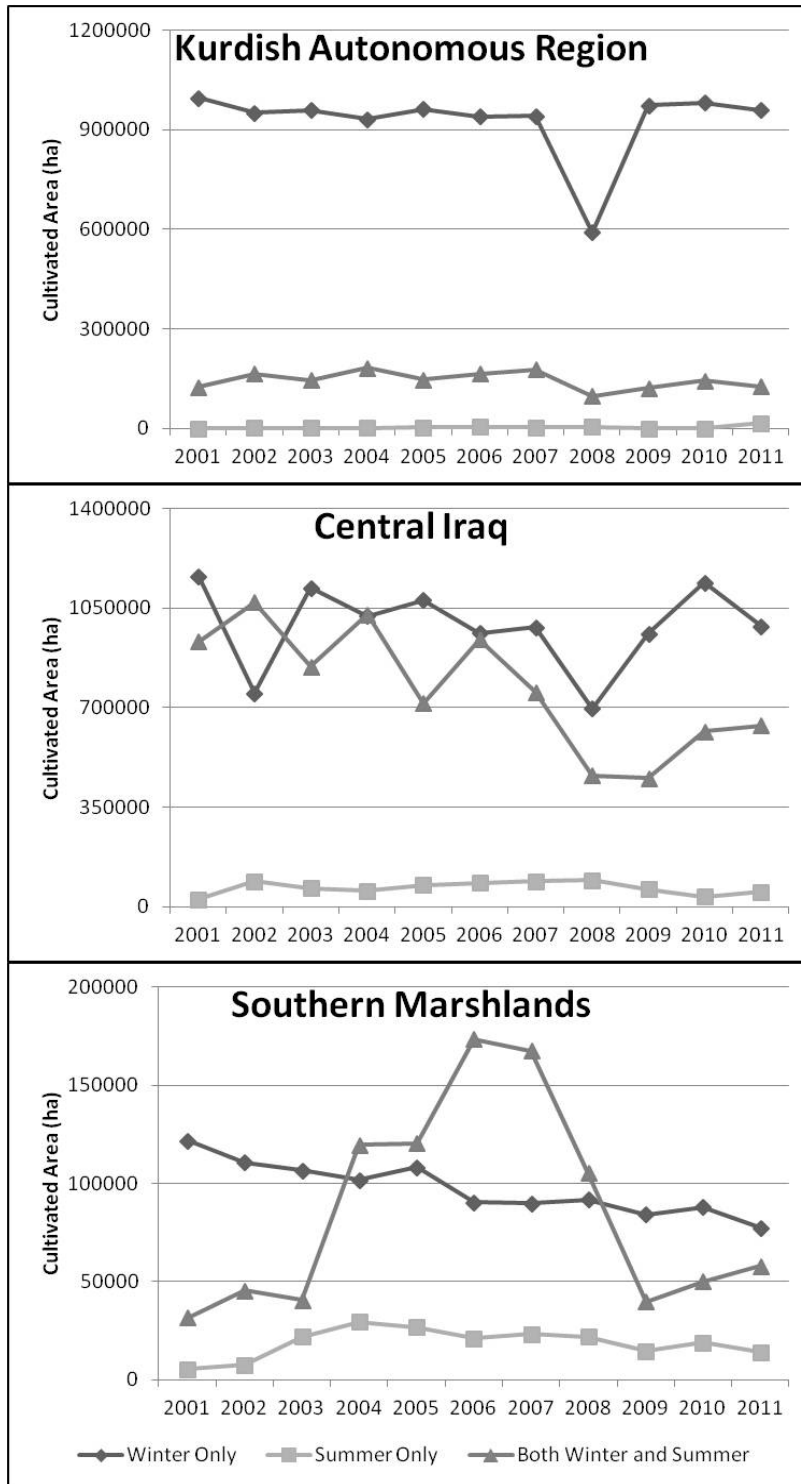 Kurdish Autonomous Region
Cultivated Area (ha)
1200000
900000
600000
300000
0
2001 2002 2003 2004 2005 2006 2007 2008 2009 2010 2011
Central Iraq
Cultivated Area (ha)
1400000
1050000
700000
350000
0
2001 2002 2003 2004 2005 2006 2007 2008 2009 2010 2011
Southern Marshlands
Cultivated Area (ha)
200000
150000
100000
50000
0
2001 2002 2003 2004 2005 2006 2007 2008 2009 2010 2011
Winter Only Summer Only Both Winter and Summer